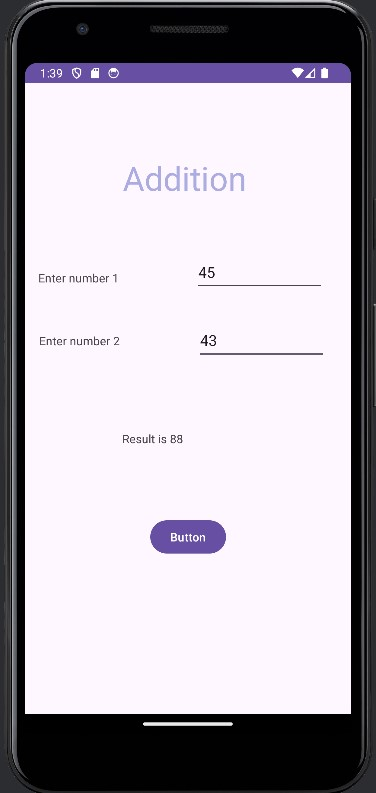 1:39
Addition
Enter number 1 45
Enter number 2 43
Result is 88
Button